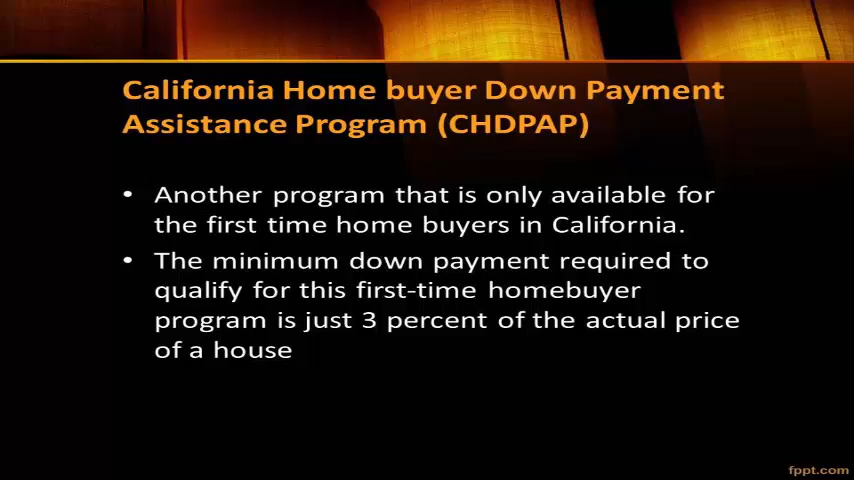 California Home buyer Down Payment
Assistance Program (CHDPAP)
• Another program that is only available for
the first time home buyers in California.
• The minimum down payment required to
qualify for this first-time homebuyer
program is just 3 percent of the actual price
of a house
fppt.com